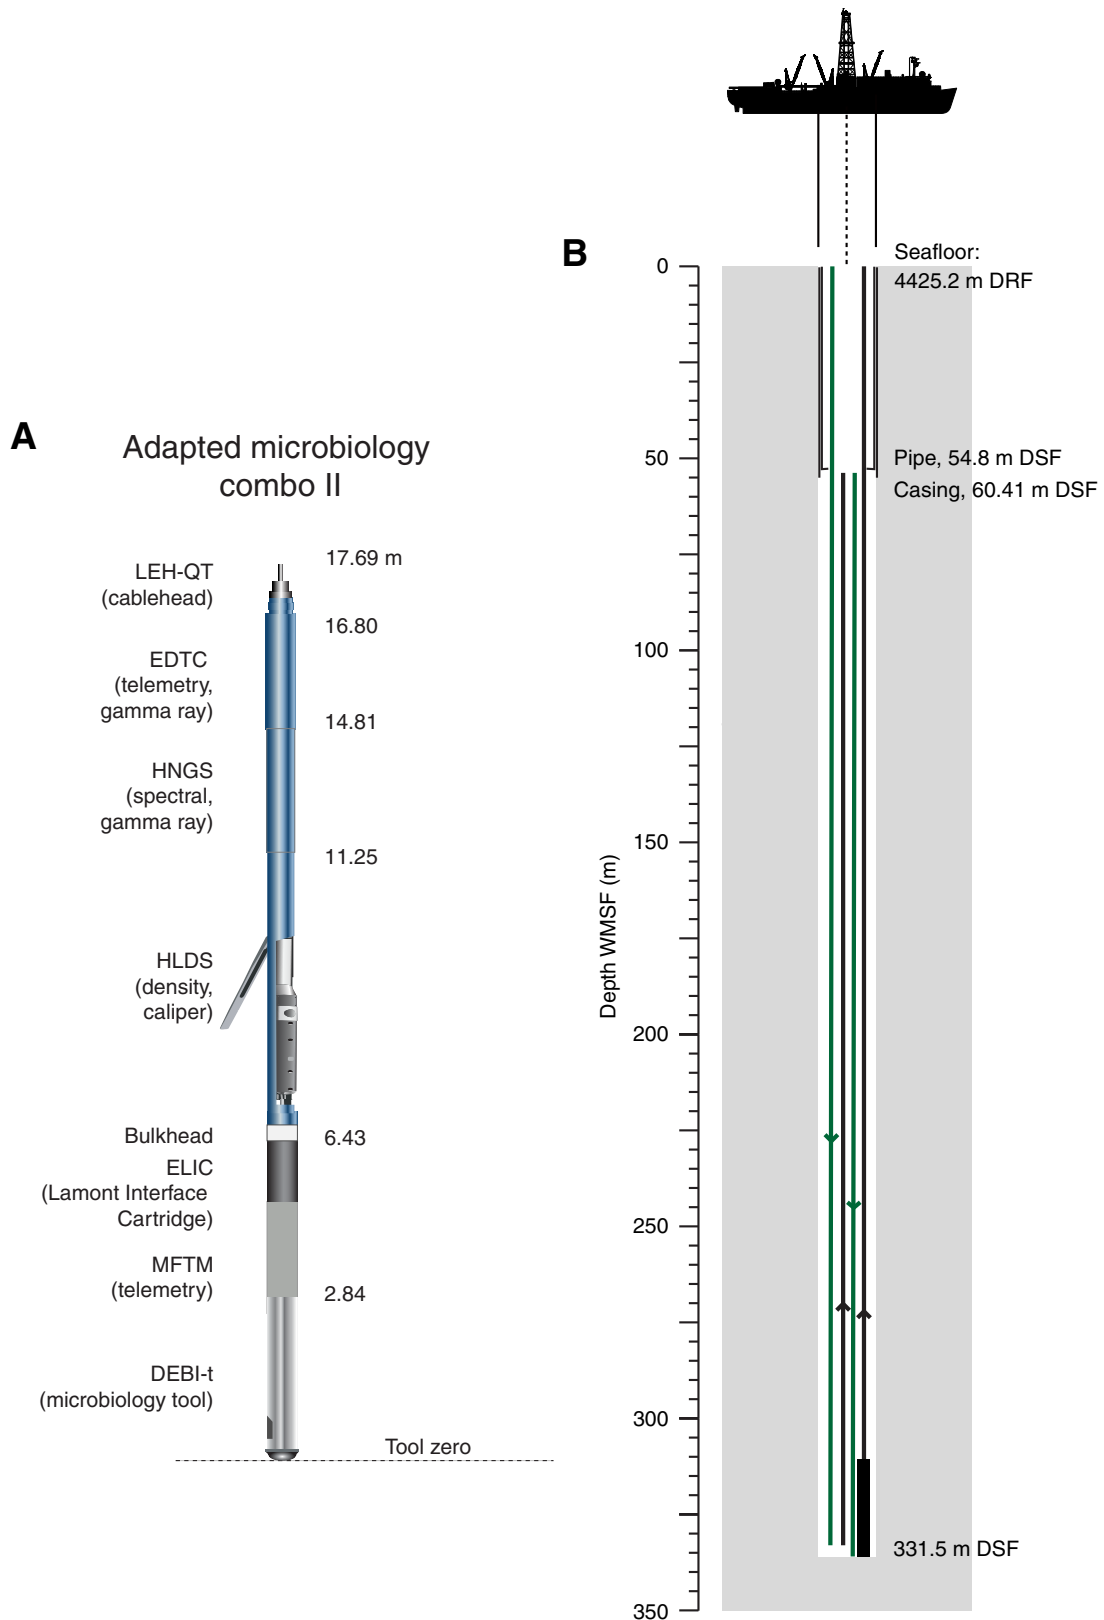 A
Adapted microbiology
combo II
LEH-QT
(cablehead)
17.69 m
16.80
EDTC
(telemetry,
gamma ray)
14.81
HNGS
(spectral,
gamma ray)
11.25
HLDS
(density,
caliper)
Bulkhead
6.43
ELIC
(Lamont Interface
Cartridge)
MFTM
(telemetry)
2.84
DEBI-t
(microbiology tool)
Tool zero
B
Seafloor:
4425.2 m DRF
Pipe, 54.8 m DSF
Casing, 60.41 m DSF
331.5 m DSF
Depth WMSF (m)
0
50
100
150
200
250
300
350